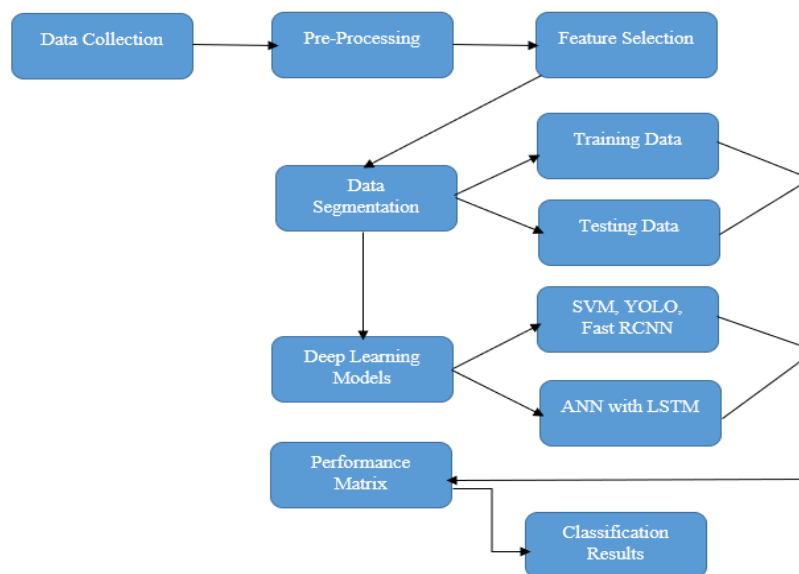 Data Collection
Pre-Processing
Feature Selection
Training Data
Data
Segmentation
Testing Data
SVM, YOLO,
Fast RCNN
Deep Learning
Models
ANN with LSTM
Performance
Matrix
Classification
Results